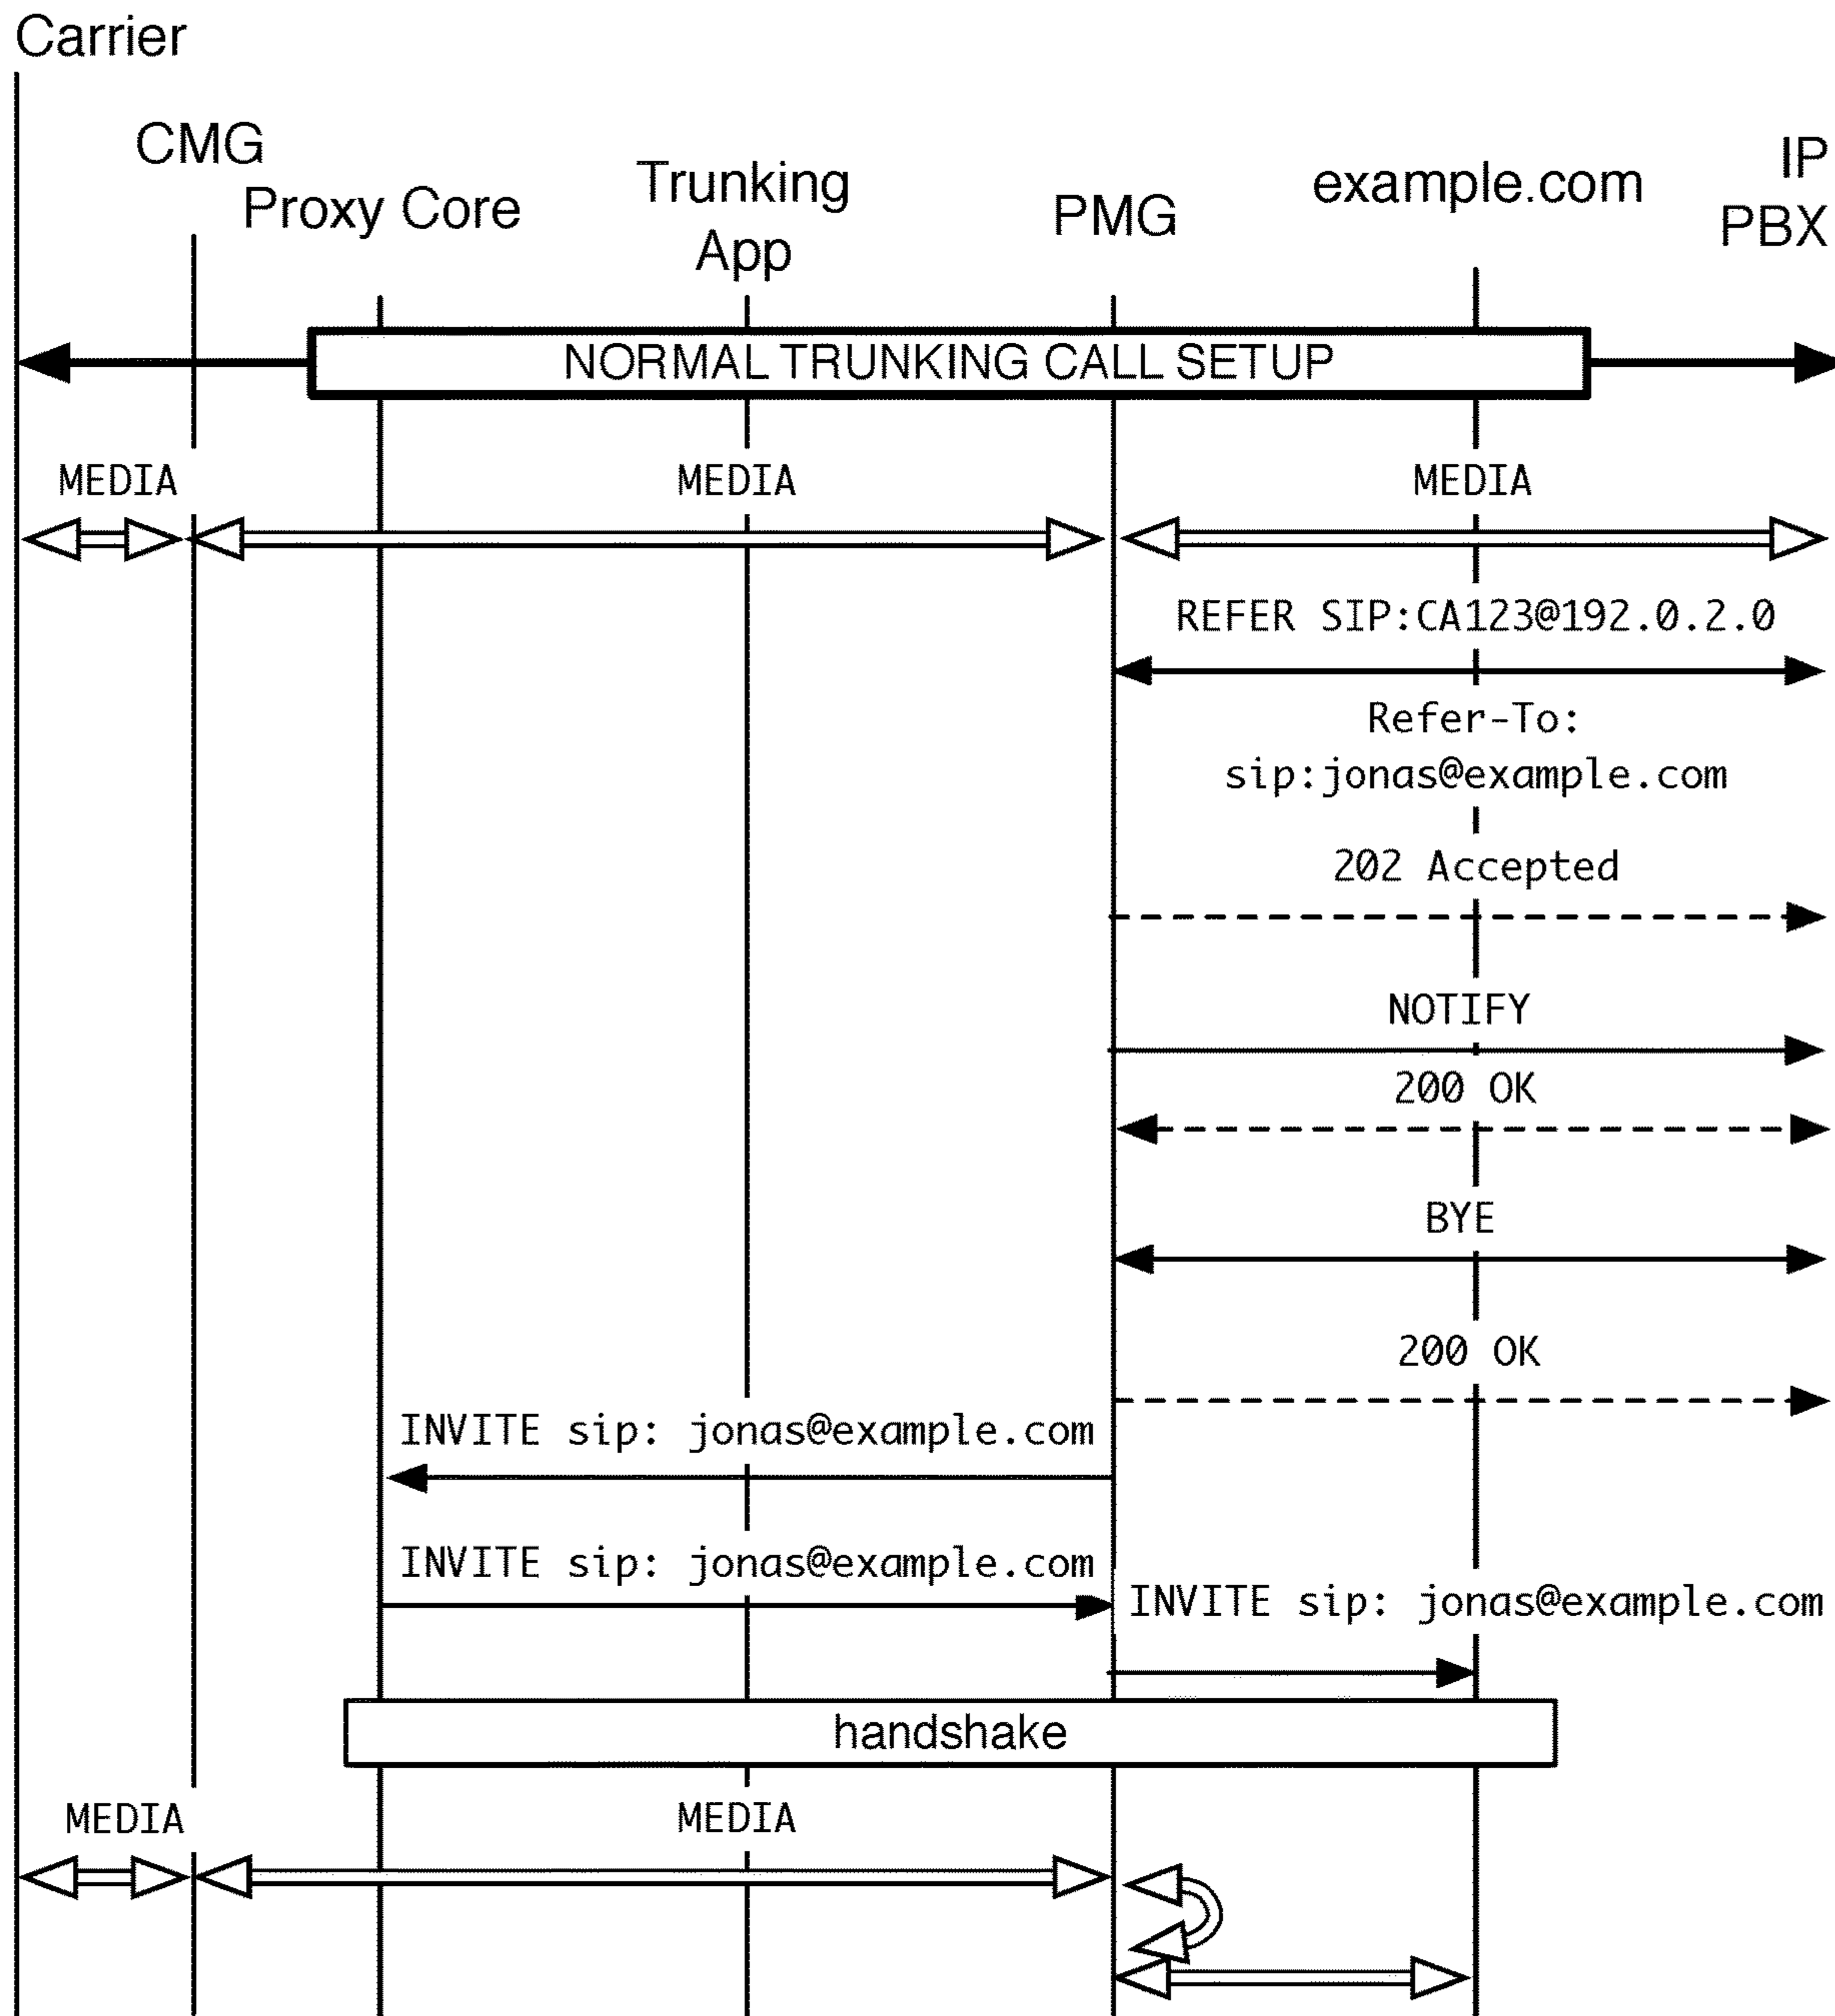 Carrier
CMG
Proxy Core
Trunking
App
PMG
example.com
IP
PBX
NORMAL TRUNKING CALL SETUP
MEDIA
MEDIA
MEDIA
REFER SIP:CA123@192.0.2.0
Refer-To:
sip:jonas@example.com
202 Accepted
NOTIFY
200 OK
BYE
200 OK
INVITE sip: jonas@example.com
INVITE sip: jonas@example.com
INVITE sip: jonas@example.com
handshake
MEDIA
MEDIA